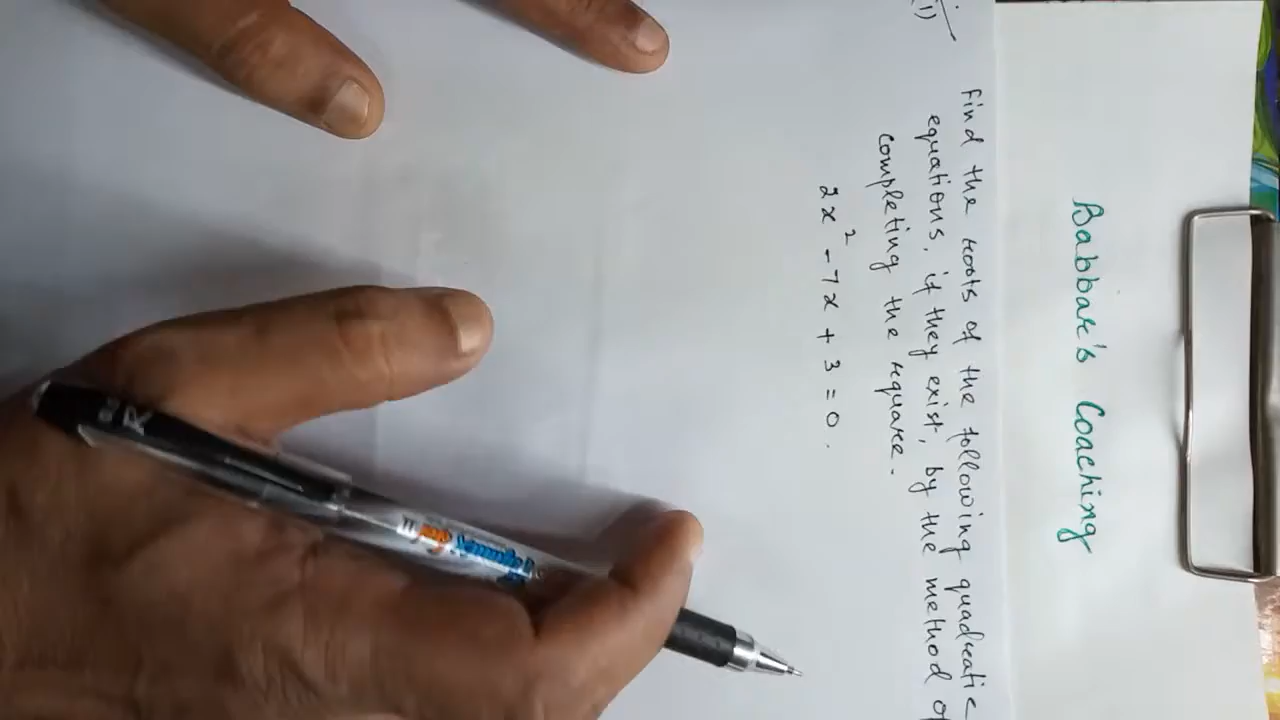 Babbar's Coaching
i)
Find the roots of the following quadratic
equations, if they exist, by the method of
completing the square.
2x² - 7x + 3 = 0.